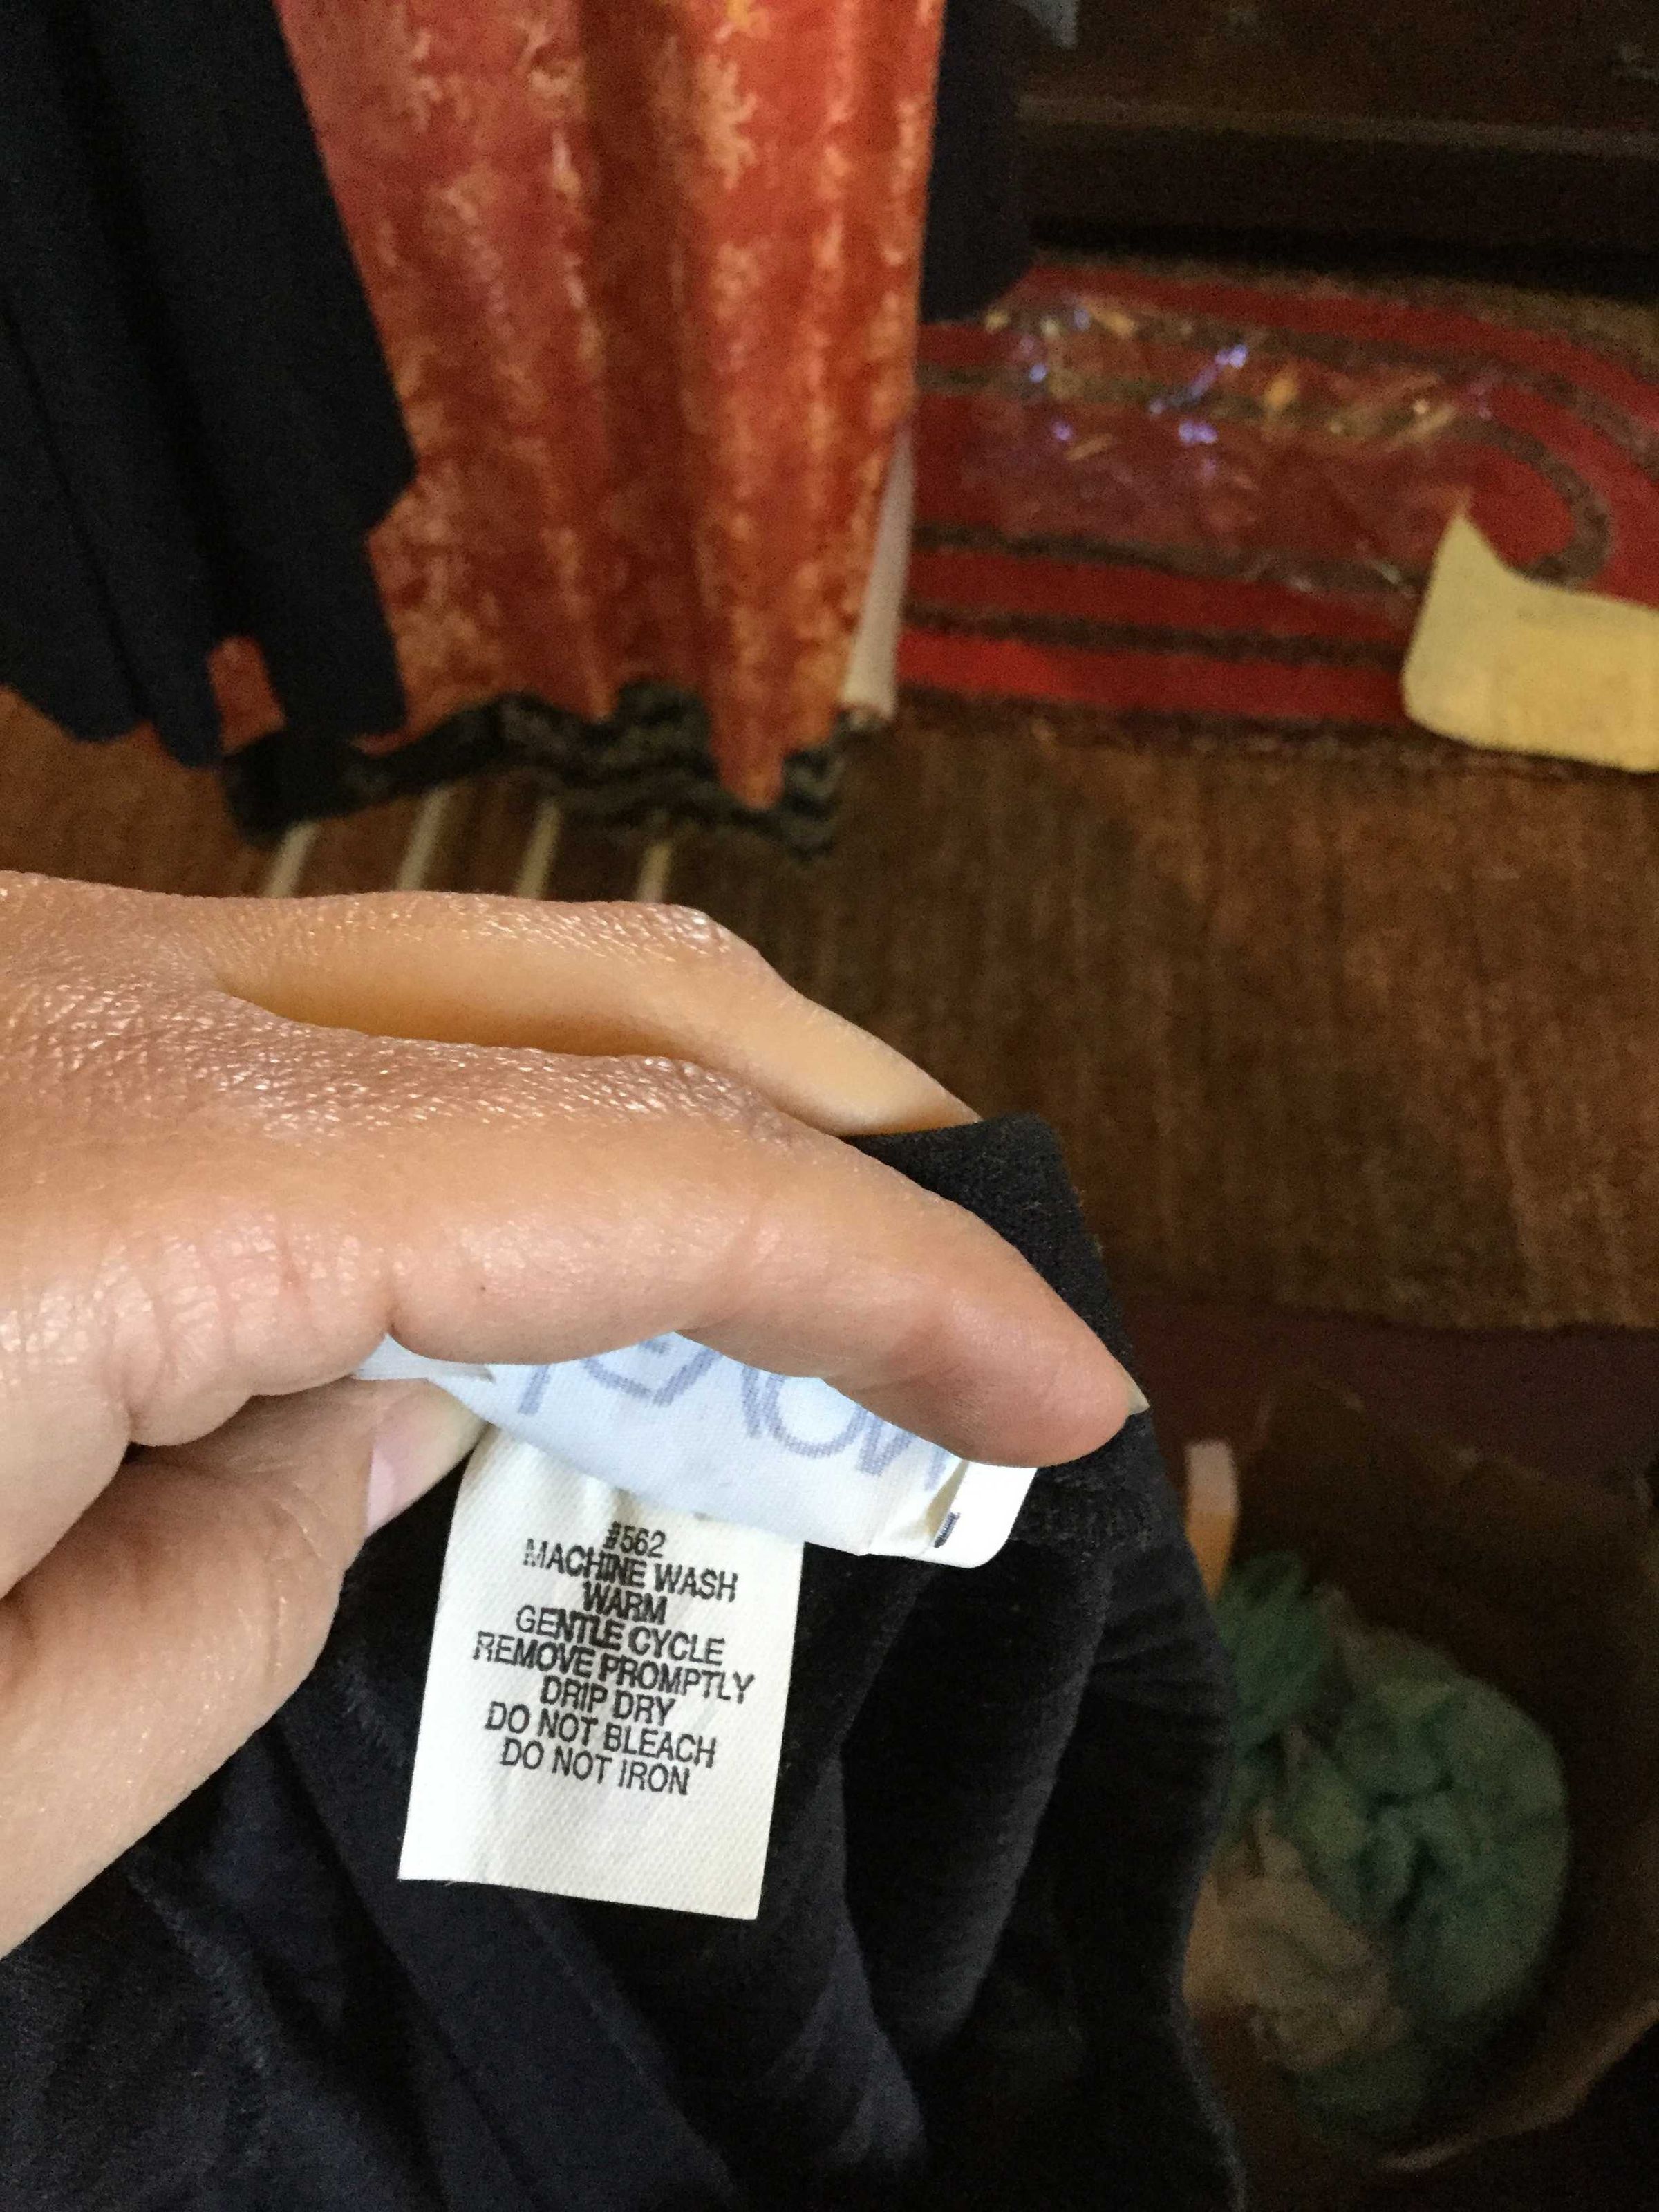 #562
MACHINE WASH
WARM
GENTLE CYCLE
REMOVE PROMPTLY
DRIP DRY
DO NOT BLEACH
DO NOT IRON